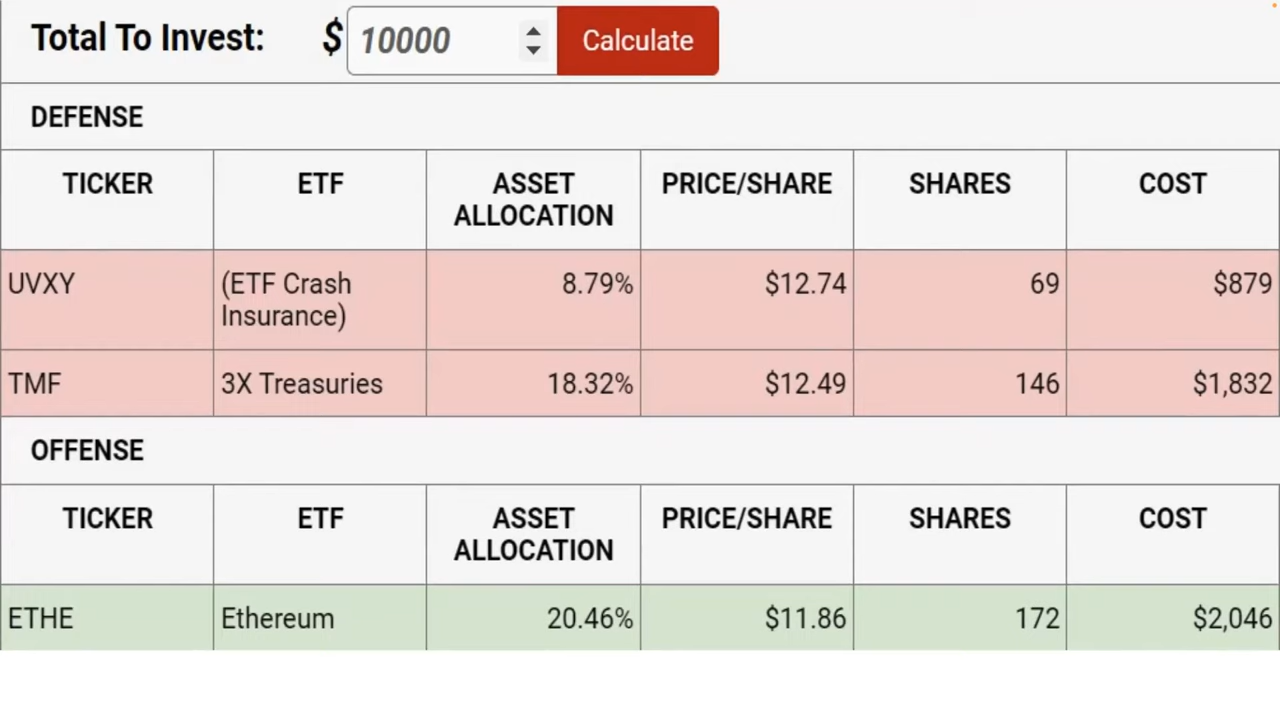 Total To Invest: $ 10000 Calculate
DEFENSE
TICKER ETF ASSET ALLOCATION PRICE/SHARE SHARES COST
UVXY (ETF Crash Insurance) 8.79% $12.74 69 $879
TMF 3X Treasuries 18.32% $12.49 146 $1,832
OFFENSE
TICKER ETF ASSET ALLOCATION PRICE/SHARE SHARES COST
ETHE Ethereum 20.46% $11.86 172 $2,046